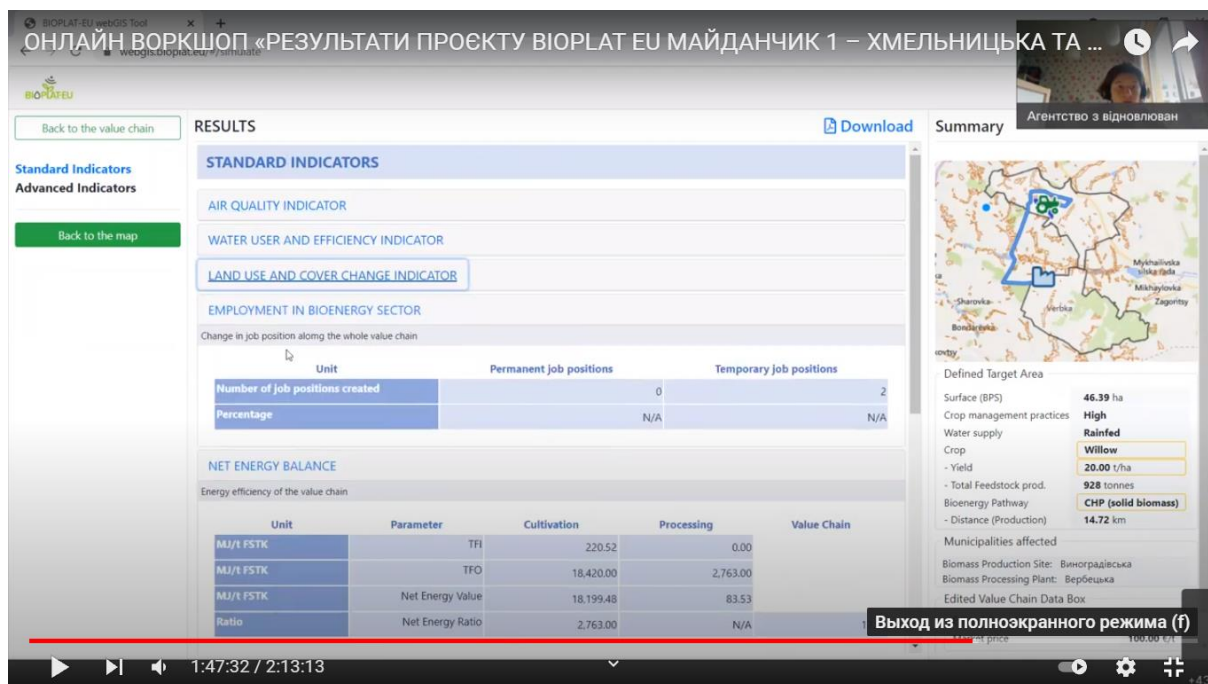 BIOPLAT-EU webGIS Tool
ОНЛАЙН ВОРКШОП «РЕЗУЛЬТАТИ ПРОЄКТУ BIOPLAT EU МАЙДАНЧИК 1 – ХМЕЛЬНИЦЬКА ТА ...
webgis.bioplat.eu/#/simulate
BIOPLAT-EU
Агентство з відновлюван
Back to the value chain
Standard Indicators
Advanced Indicators
Back to the map
RESULTS
Download
STANDARD INDICATORS
AIR QUALITY INDICATOR
WATER USER AND EFFICIENCY INDICATOR
LAND USE AND COVER CHANGE INDICATOR
EMPLOYMENT IN BIOENERGY SECTOR
Change in job position alomg the whole value chain
Unit Permanent job positions Temporary job positions
Number of job positions created 0 2
Percentage N/A N/A
NET ENERGY BALANCE
Energy efficiency of the value chain
Unit Parameter Cultivation Processing Value Chain
MJ/t FSTK TFI 220.52 0.00
MJ/t FSTK TFO 18,420.00 2,763.00
MJ/t FSTK Net Energy Value 18,199.48 83.53
Ratio Net Energy Ratio 2,763.00 N/A
Summary
Mykhailivska
silska rada
Mikhaylovka
Zagoritsy
Sharovka
Verbka
Bondarevka
Defined Target Area
Surface (BPS) 46.39 ha
Crop management practices High
Water supply Rainfed
Crop Willow
- Yield 20.00 t/ha
- Total Feedstock prod. 928 tonnes
Bioenergy Pathway CHP (solid biomass)
- Distance (Production) 14.72 km
Municipalities affected
Biomass Production Site: Виноградівська
Biomass Processing Plant: Вербецька
Edited Value Chain Data Box
Выход из полноэкранного режима (f)
Market price 100.00 €/t
1:47:32 / 2:13:13